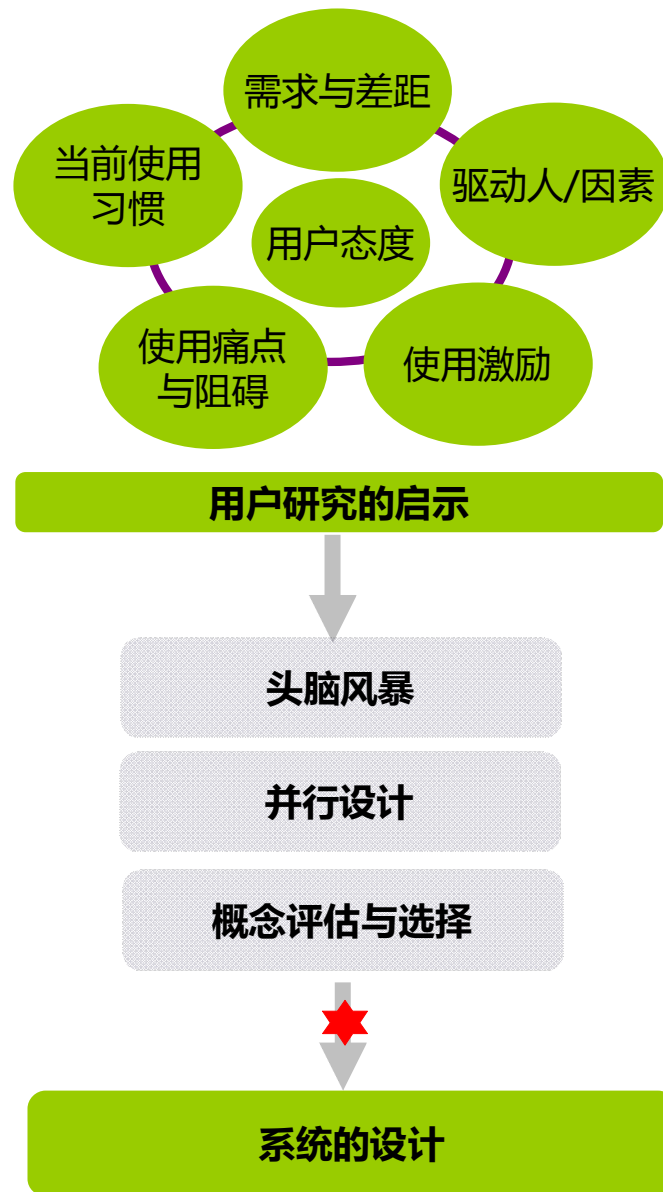 需求与差距
当前使用
习惯
驱动人/因素
用户态度
使用痛点
与阻碍
使用激励
用户研究的启示
头脑风暴
并行设计
概念评估与选择
系统的设计